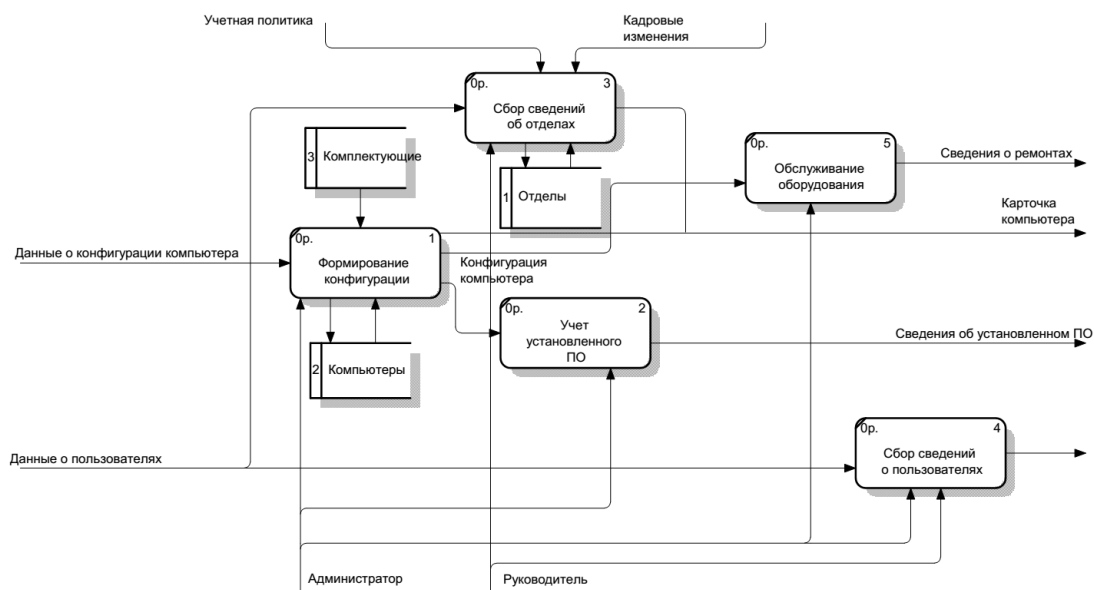 Учетная политика
Кадровые
изменения
0р.
3
Сбор сведений
об отделах
3
Комплектующие
0р.
5
Обслуживание
оборудования
Сведения о ремонтах
1
Отделы
Карточка
компьютера
0р.
1
Формирование
конфигурации
Данные о конфигурации компьютера
Конфигурация
компьютера
0р.
2
Учет
установленного
ПО
Сведения об установленном ПО
2
Компьютеры
0р.
4
Сбор сведений
о пользователях
Данные о пользователях
Администратор
Руководитель